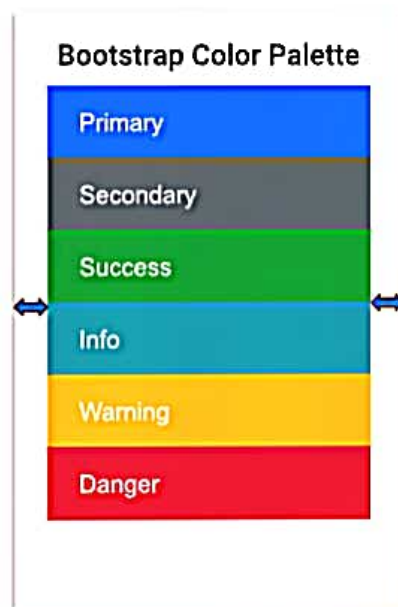 Bootstrap Color Palette
Primary
Secondary
Success
Info
Warning
Danger